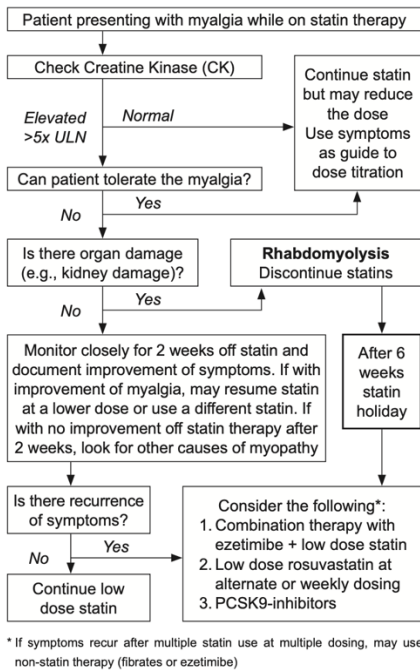 Patient presenting with myalgia while on statin therapy
Check Creatine Kinase (CK)
Elevated
>5x ULN
Normal
Continue statin
but may reduce
the dose
Use symptoms
as guide to
dose titration
Can patient tolerate the myalgia?
No
Yes
Is there organ damage
(e.g., kidney damage)?
Rhabdomyolysis
Discontinue statins
No
Yes
Monitor closely for 2 weeks off statin and
document improvement of symptoms. If with
improvement of myalgia, may resume statin
at a lower dose or use a different statin. If
with no improvement off statin therapy after
2 weeks, look for other causes of myopathy
After 6
weeks
statin
holiday
Is there recurrence
of symptoms?
No
Yes
Continue low
dose statin
Consider the following*:
1. Combination therapy with
ezetimibe + low dose statin
2. Low dose rosuvastatin at
alternate or weekly dosing
3. PCSK9-inhibitors
* If symptoms recur after multiple statin use at multiple dosing, may use
non-statin therapy (fibrates or ezetimibe)